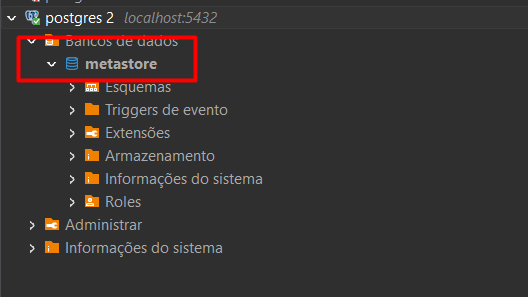 postgres 2 localhost:5432
Bancos de dados
metastore
Esquemas
Triggers de evento
Extensões
Armazenamento
Informações do sistema
Roles
Administrar
Informações do sistema